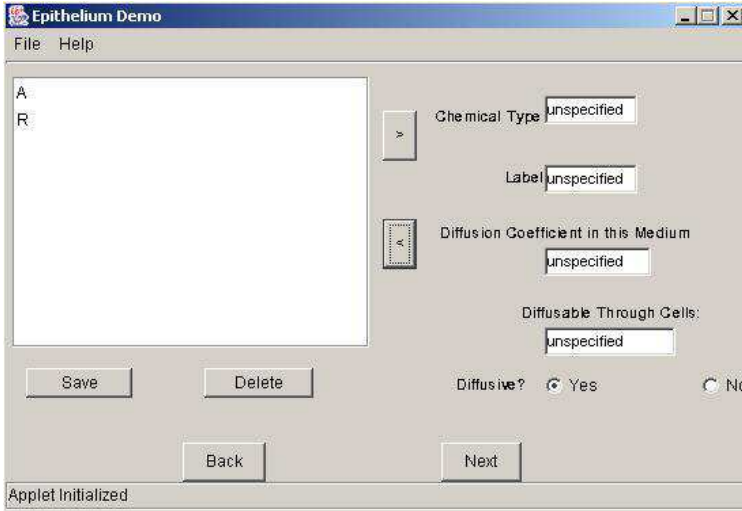 Epithelium Demo
File Help
A
R
>
Chemical Type unspecified
Label unspecified
<
Diffusion Coefficient in this Medium
unspecified
Diffusable Through Cells:
unspecified
Save Delete
Diffusive? Yes No
Back Next
Applet Initialized